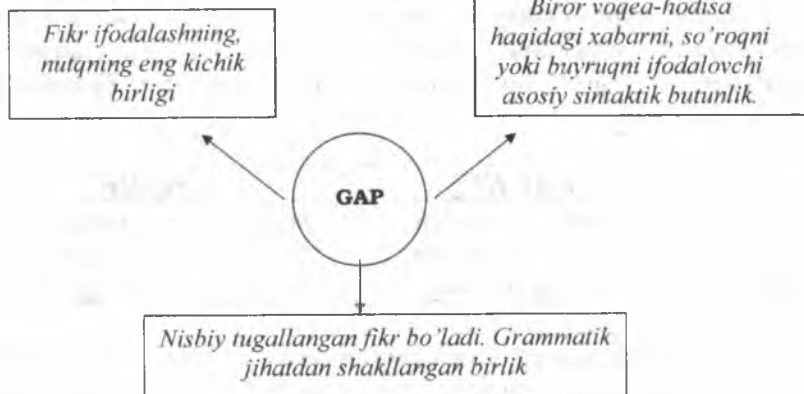 Fikr ifodalashning,
nutqning eng kichik
birligi
Biror voqea-hodisa
haqidagi xabarni, so'roqni
yoki buyruqni ifodalovchi
asosiy sintaktik butunlik.
GAP
Nisbiy tugallangan fikr bo'ladi. Grammatik
jihatdan shakllangan birlik